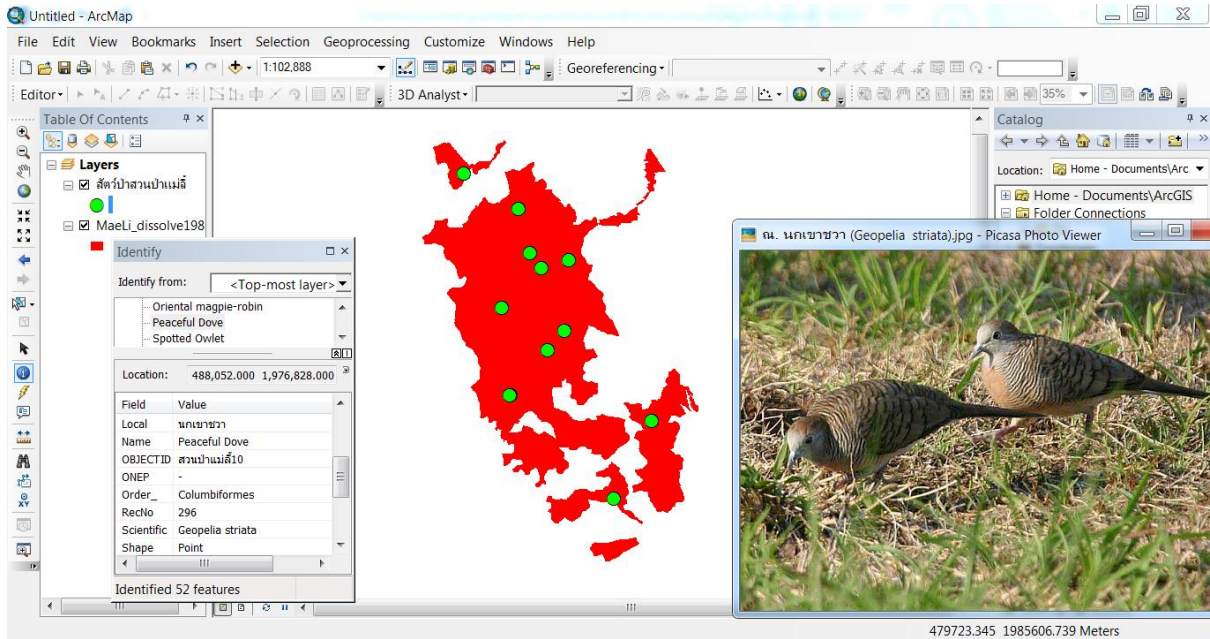 Untitled - ArcMap
File Edit View Bookmarks Insert Selection Geoprocessing Customize Windows Help
1:102,888
Georeferencing
Editor
3D Analyst
35%
Table Of Contents
Layers
สัตว์ป่าสวนป่าแม่ลี้
MaeLi_dissolve198
Identify
Identify from: <Top-most layer>
Oriental magpie-robin
Peaceful Dove
Spotted Owlet
Location: 488,052.000 1,976,828.000
Field Value
Local นกเขาชวา
Name Peaceful Dove
OBJECTID สวนป่าแม่ลี้10
ONEP -
Order_ Columbiformes
RecNo 296
Scientific Geopelia striata
Shape Point
Identified 52 features
Catalog
Location: Home - Documents\Arc
Home - Documents\ArcGIS
Folder Connections
ณ. นกเขาชวา (Geopelia striata).jpg - Picasa Photo Viewer
479723.345 1985606.739 Meters